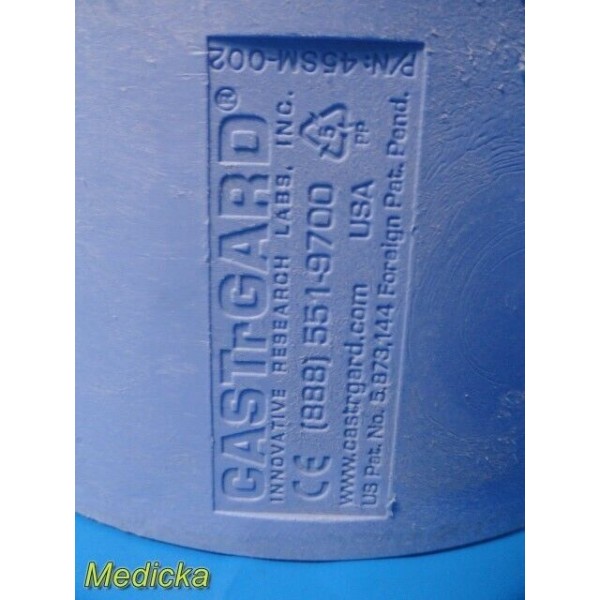 P/N: 45SM-002
CASTrGARD®
INNOVATIVE RESEARCH LABS, INC.
CE (888) 551-9700 5 PP
www.castrgard.com USA
US Pat. No. 5,873,144 Foreign Pat. Pend.
Medicka